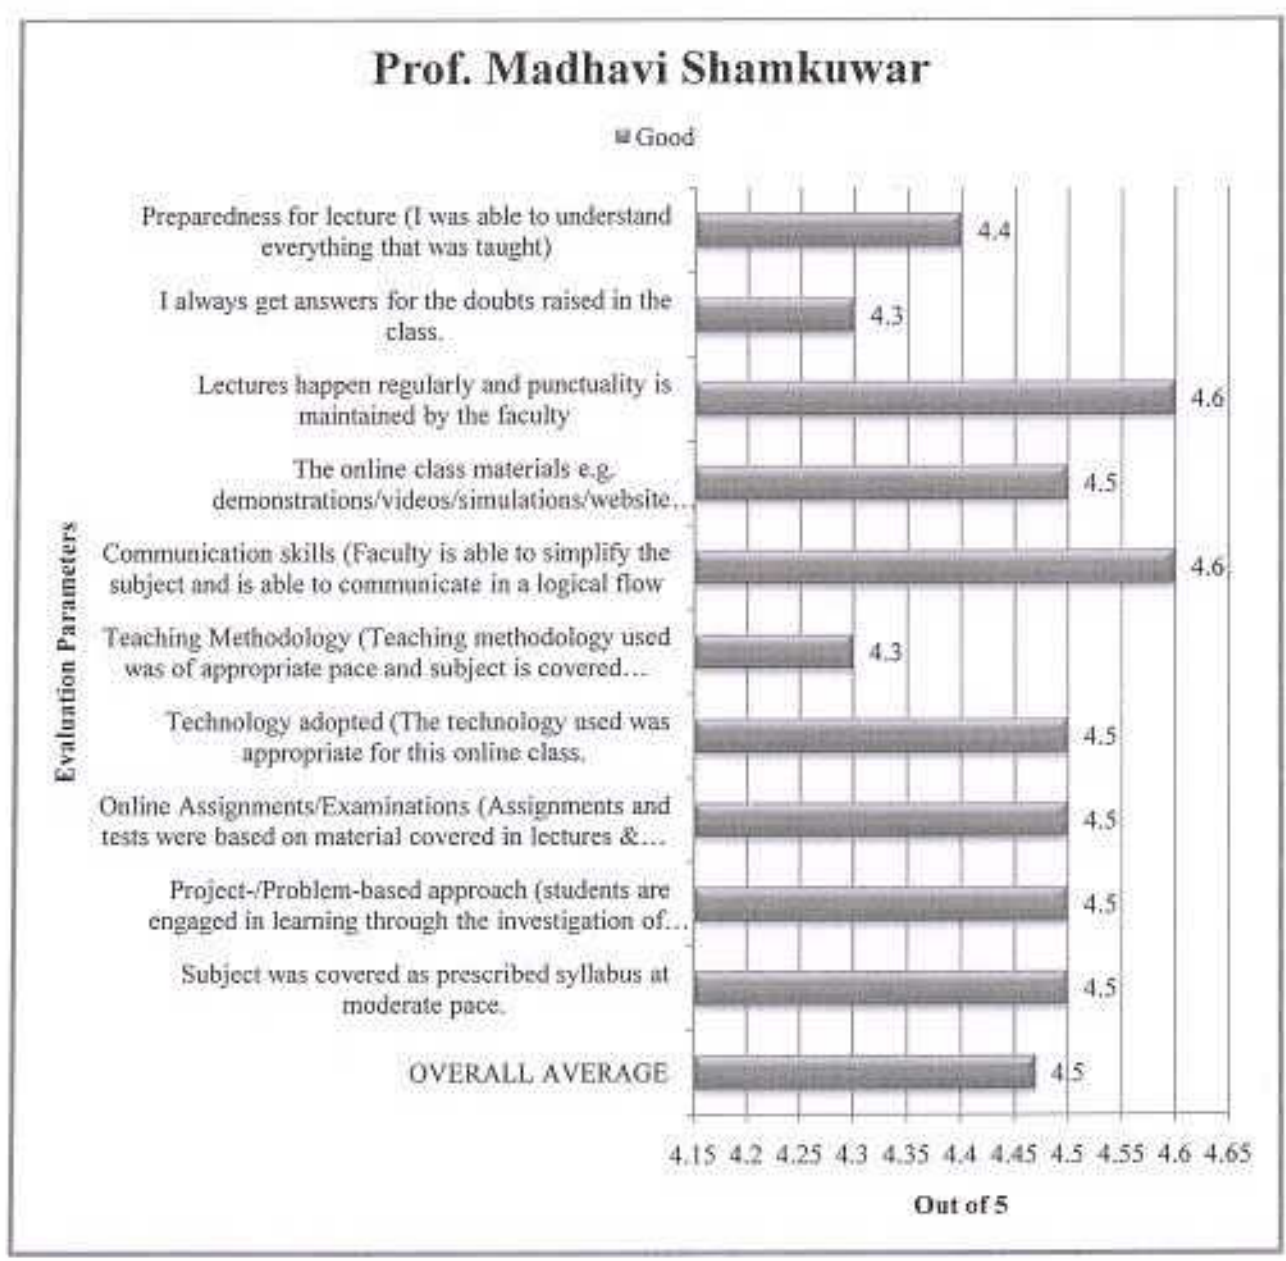 Prof. Madhavi Shamkuwar
Good
Preparedness for lecture (I was able to understand
everything that was taught)
4.4
I always get answers for the doubts raised in the
class.
4.3
Lectures happen regularly and punctuality is
maintained by the faculty
4.6
The online class materials e.g.
demonstrations/videos/simulations/website…
4.5
Communication skills (Faculty is able to simplify the
subject and is able to communicate in a logical flow
4.6
Teaching Methodology (Teaching methodology used
was of appropriate pace and subject is covered…
4.3
Technology adopted (The technology used was
appropriate for this online class.
4.5
Online Assignments/Examinations (Assignments and
tests were based on material covered in lectures &…
4.5
Project-/Problem-based approach (students are
engaged in learning through the investigation of…
4.5
Subject was covered as prescribed syllabus at
moderate pace.
4.5
OVERALL AVERAGE
4.5
Evaluation Parameters
4.15 4.2 4.25 4.3 4.35 4.4 4.45 4.5 4.55 4.6 4.65
Out of 5